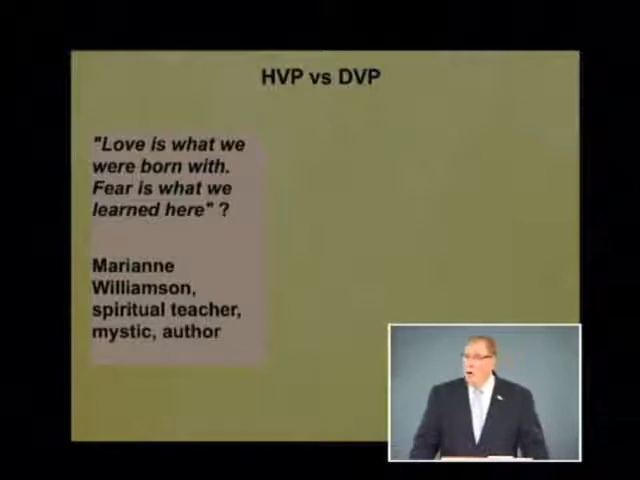 HVP vs DVP
"Love is what we
were born with.
Fear is what we
learned here" ?
Marianne
Williamson,
spiritual teacher,
mystic, author